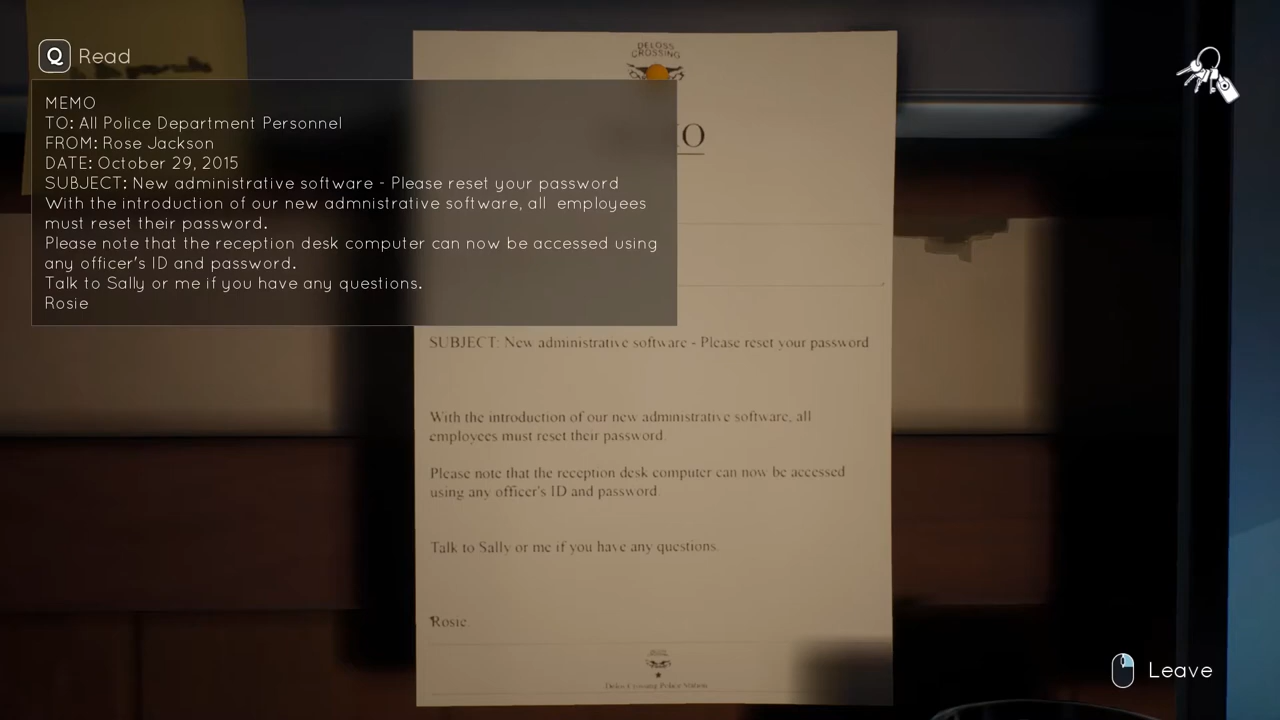 Q Read
MEMO
TO: All Police Department Personnel
FROM: Rose Jackson
DATE: October 29, 2015
SUBJECT: New administrative software - Please reset your password
With the introduction of our new admnistrative software, all  employees
must reset their password.
Please note that the reception desk computer can now be accessed using
any officer's ID and password.
Talk to Sally or me if you have any questions.
Rosie
DELOSS
CROSSING
O
SUBJECT: New administrative software - Please reset your password
With the introduction of our new administrative software, all
employees must reset their password.
Please note that the reception desk computer can now be accessed
using any officer's ID and password.
Talk to Sally or me if you have any questions.
Rosie
Police Station
Leave